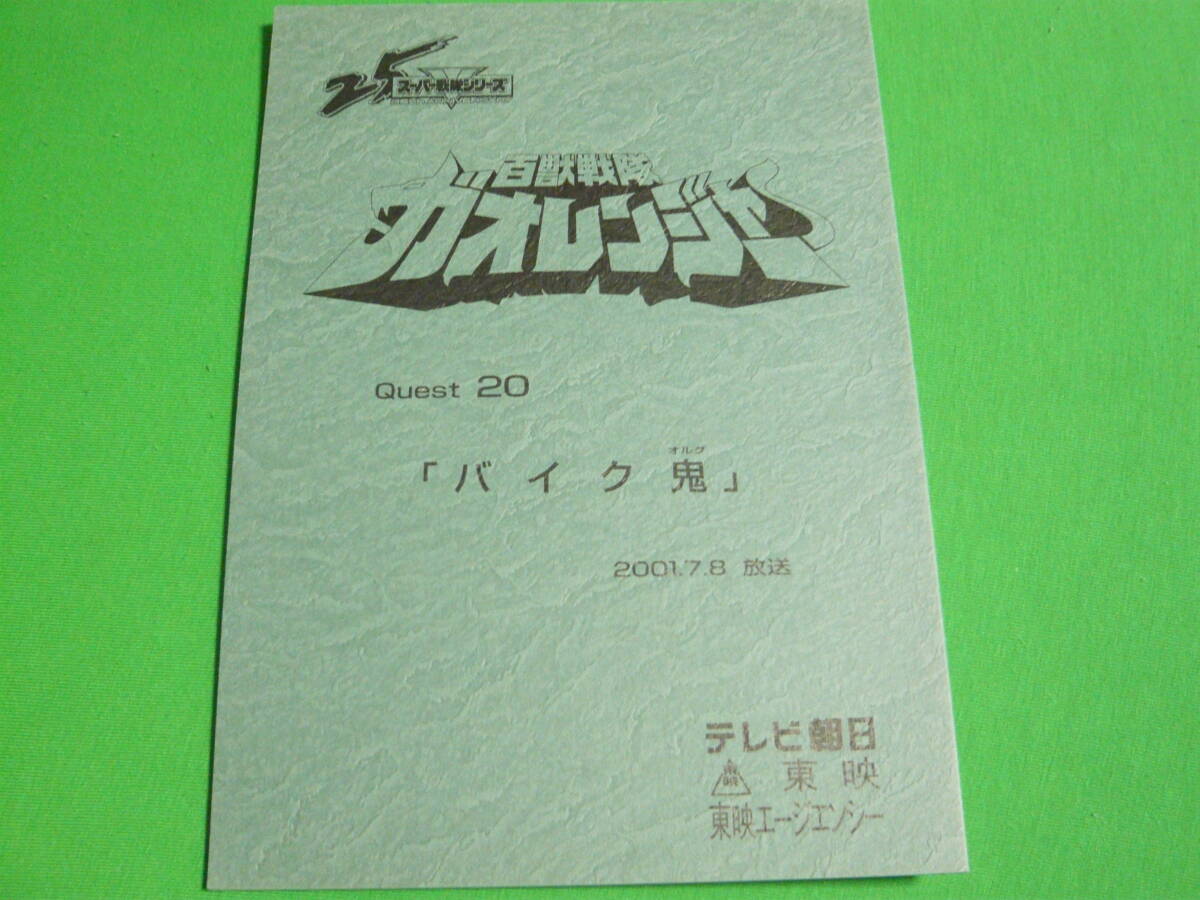 25 スーパー戦隊シリーズ
百獣戦隊
ガオレンジャー
Quest 20
オルグ
「バイク鬼」
2001.7.8 放送
テレビ朝日
東映
東映エージエンシー